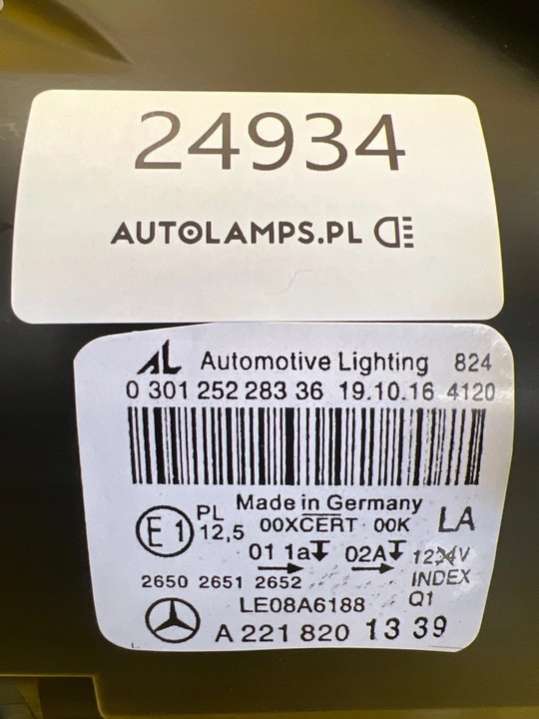 24934
AUTOLAMPS.PL
AL Automotive Lighting 824
0 301 252 283 36 19.10.16 4120
Made in Germany
E1 PL 12,5 00XCERT 00K LA
01 1a 02A 1224V
2650 2651 2652 INDEX
LE08A6188 Q1
A 221 820 13 39